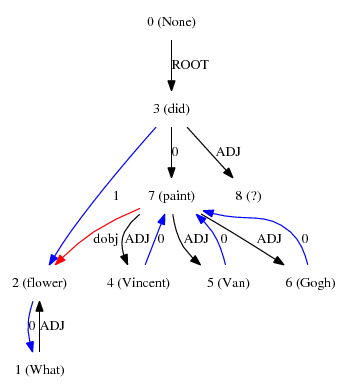 0 (None)
ROOT
3 (did)
0 ADJ
1 7 (paint) 8 (?)
dobj ADJ 0 ADJ 0 ADJ 0
2 (flower) 4 (Vincent) 5 (Van) 6 (Gogh)
0 ADJ
1 (What)